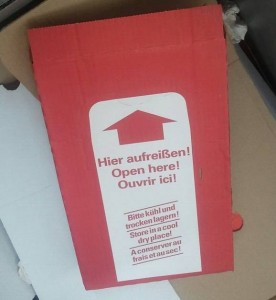 Hier aufreißen!
Open here!
Ouvrir ici!
Bitte kühl und
trocken lagern!
Store in a cool
dry place!
A conserver au
frais et au sec!